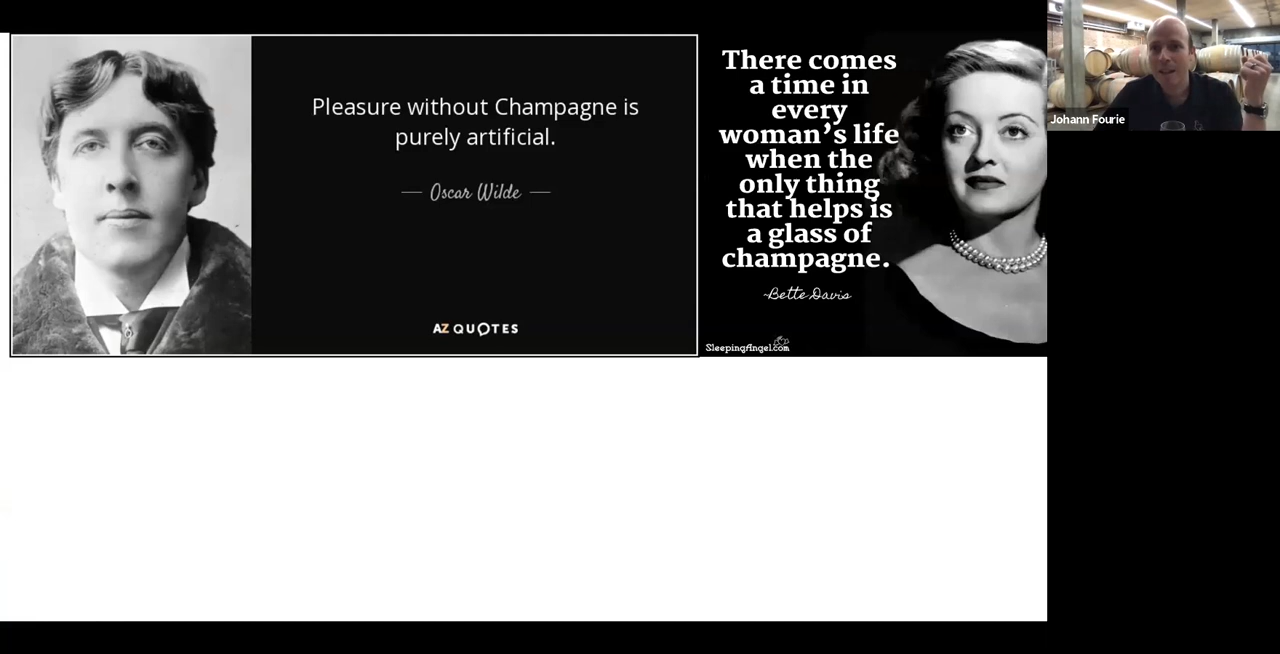 Pleasure without Champagne is
purely artificial.
Oscar Wilde
AZ QUOTES
There comes
a time in
every
woman's life
when the
only thing
that helps is
a glass of
champagne.
~Bette Davis
SleepingAngel.com
Johann Fourie